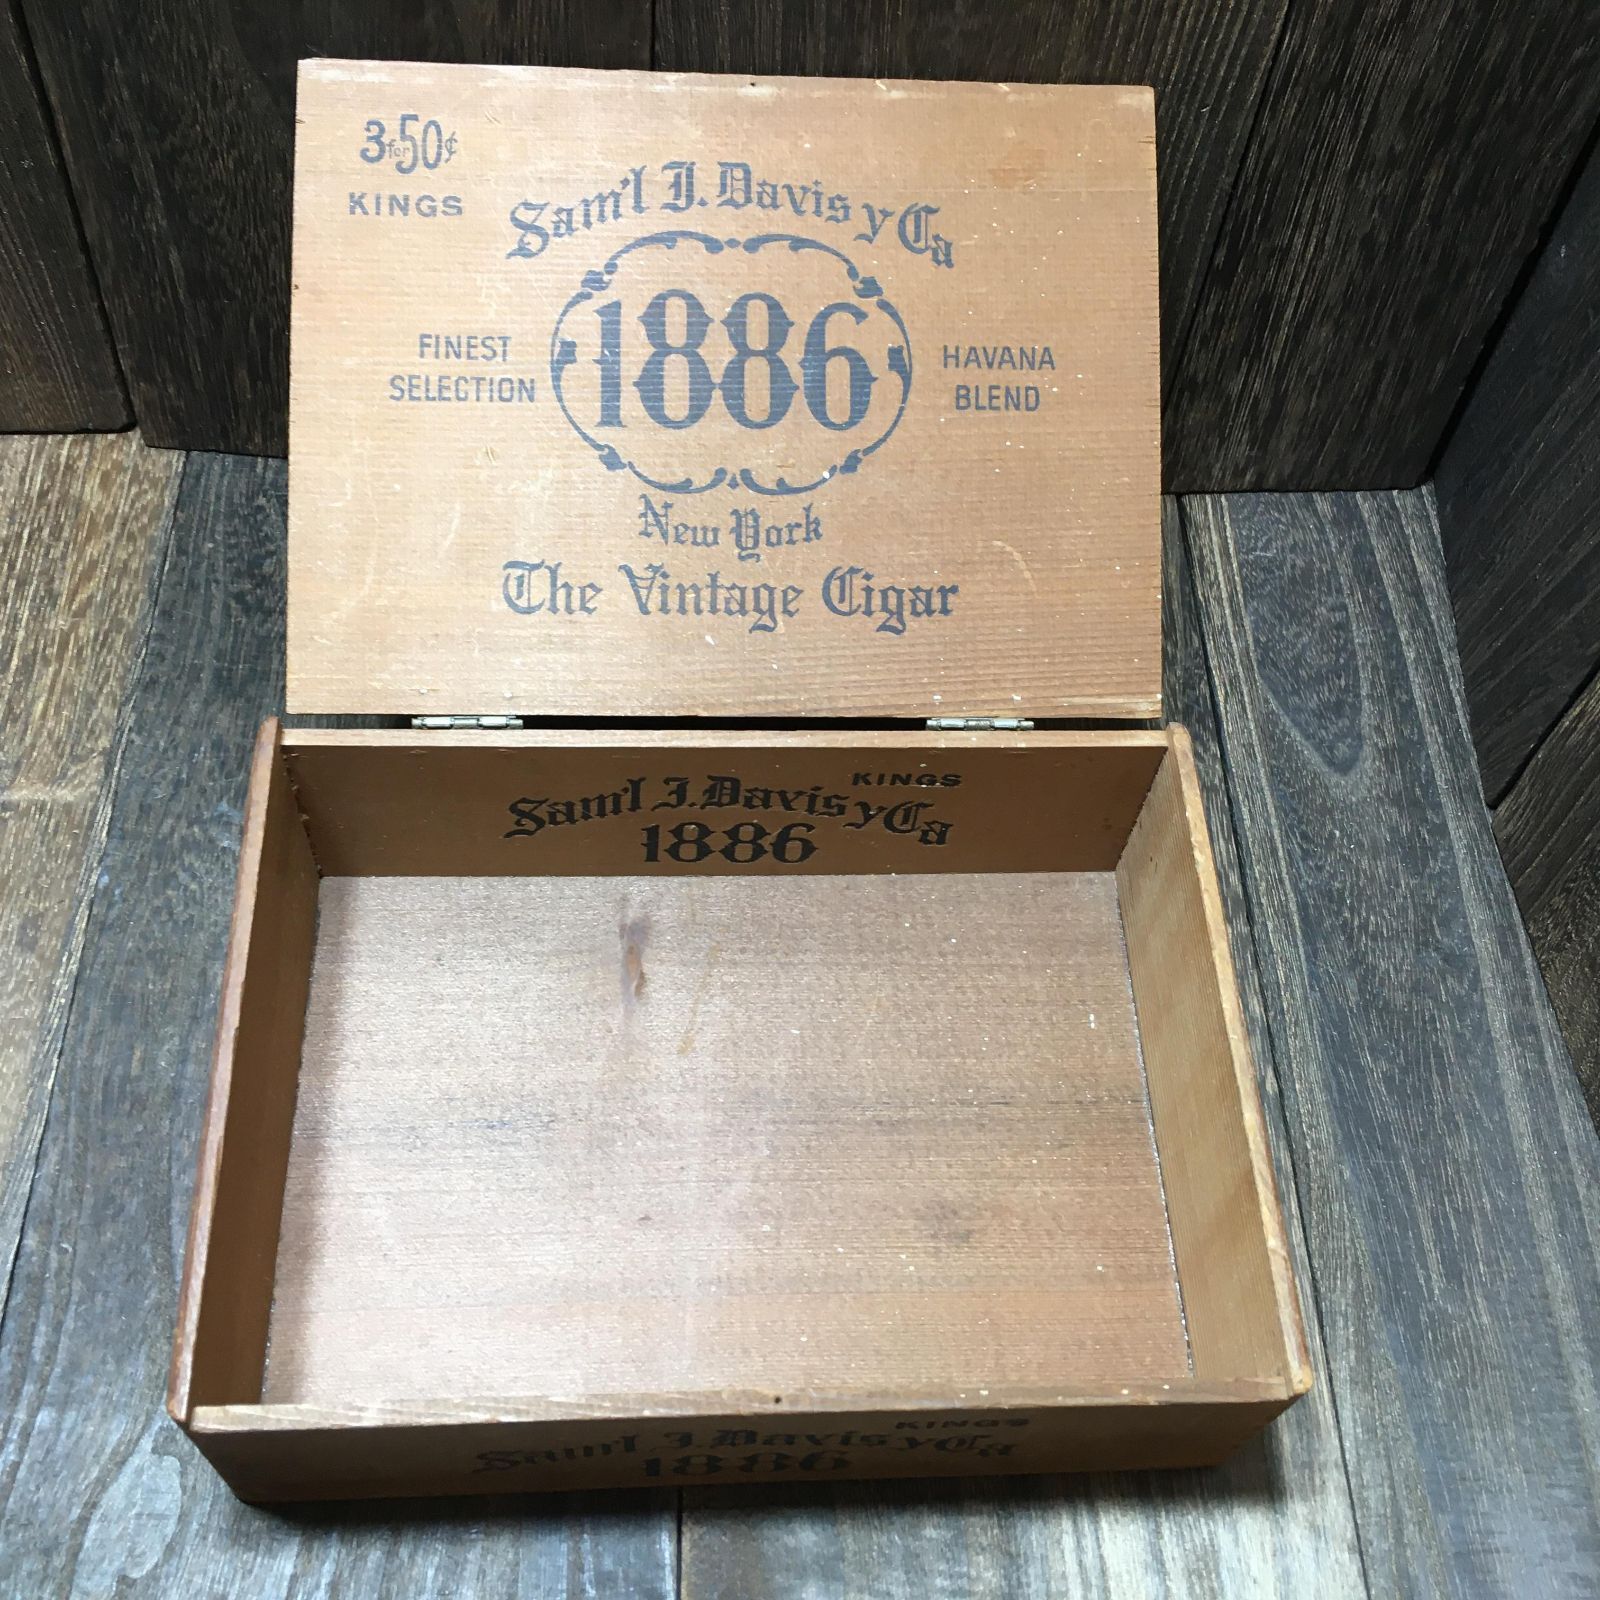 3 for 50¢
KINGS
Sam'l I. Davis y Ca
1886
FINEST
SELECTION
HAVANA
BLEND
New York
The Vintage Cigar
KINGS
Sam'l I. Davis y Ca
1886
KINGS
Sam'l I. Davis y Ca
1886